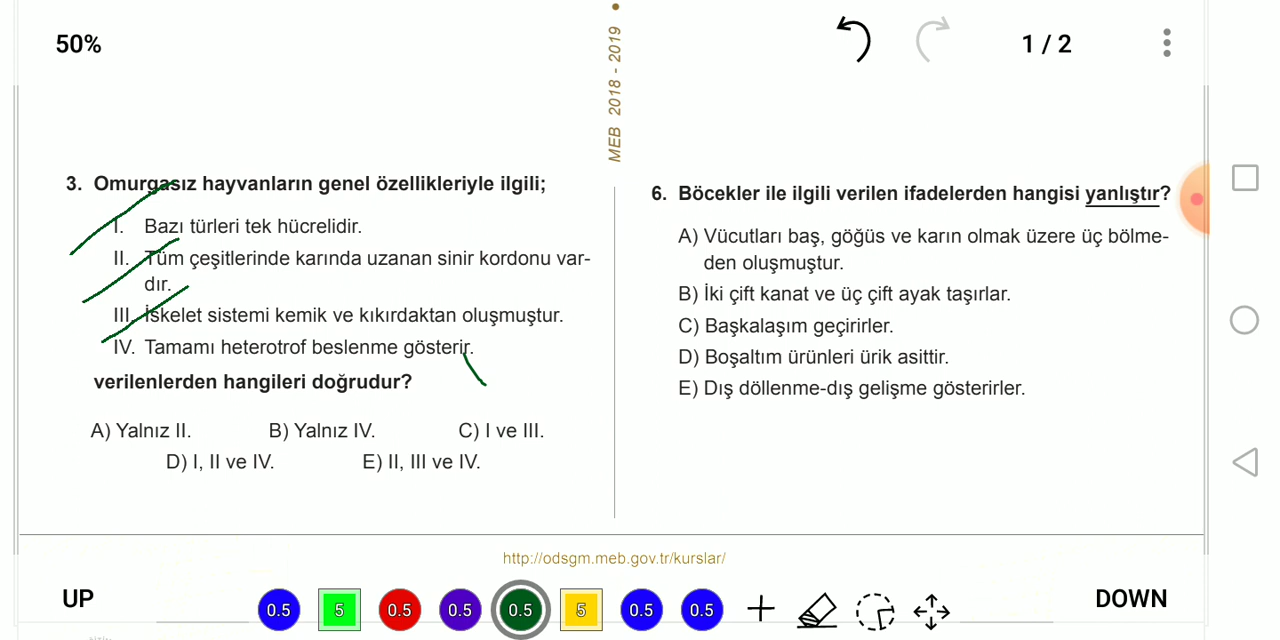 50%
1 / 2
MEB 2018 - 2019
3. Omurgasız hayvanların genel özellikleriyle ilgili;
I. Bazı türleri tek hücrelidir.
II. Tüm çeşitlerinde karında uzanan sinir kordonu var-
dır.
III. İskelet sistemi kemik ve kıkırdaktan oluşmuştur.
IV. Tamamı heterotrof beslenme gösterir.
verilenlerden hangileri doğrudur?
A) Yalnız II.
B) Yalnız IV.
C) I ve III.
D) I, II ve IV.
E) II, III ve IV.
6. Böcekler ile ilgili verilen ifadelerden hangisi yanlıştır?
A) Vücutları baş, göğüs ve karın olmak üzere üç bölme-
den oluşmuştur.
B) İki çift kanat ve üç çift ayak taşırlar.
C) Başkalaşım geçirirler.
D) Boşaltım ürünleri ürik asittir.
E) Dış döllenme-dış gelişme gösterirler.
http://odsgm.meb.gov.tr/kurslar/
UP
0.5
5
0.5
0.5
0.5
5
0.5
0.5
DOWN